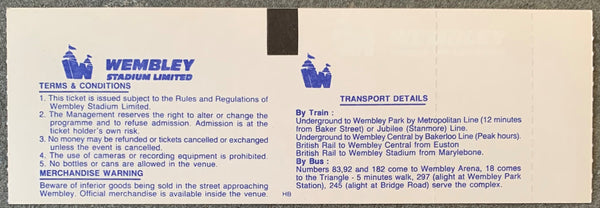 WEMBLEY
STADIUM LIMITED
TERMS & CONDITIONS
1. This ticket is issued subject to the Rules and Regulations of
Wembley Stadium Limited.
2. The Management reserves the right to alter or change the
programme and to refuse admission. Admission is at the
ticket holder's own risk.
3. No money may be refunded or tickets cancelled or exchanged
unless the event is cancelled.
4. The use of cameras or recording equipment is prohibited.
5. No bottles or cans are allowed in the venue.
MERCHANDISE WARNING
Beware of inferior goods being sold in the street approaching
Wembley. Official merchandise is available inside the venue.
HB
TRANSPORT DETAILS
By Train :
Underground to Wembley Park by Metropolitan Line (12 minutes
from Baker Street) or Jubilee (Stanmore) Line.
Underground to Wembley Central by Bakerloo Line (Peak hours).
British Rail to Wembley Central from Euston
British Rail to Wembley Stadium from Marylebone.
By Bus :
Numbers 83,92 and 182 come to Wembley Arena, 18 comes
to the Triangle - 5 minutes walk, 297 (alight at Wembley Park
Station), 245 (alight at Bridge Road) serve the complex.